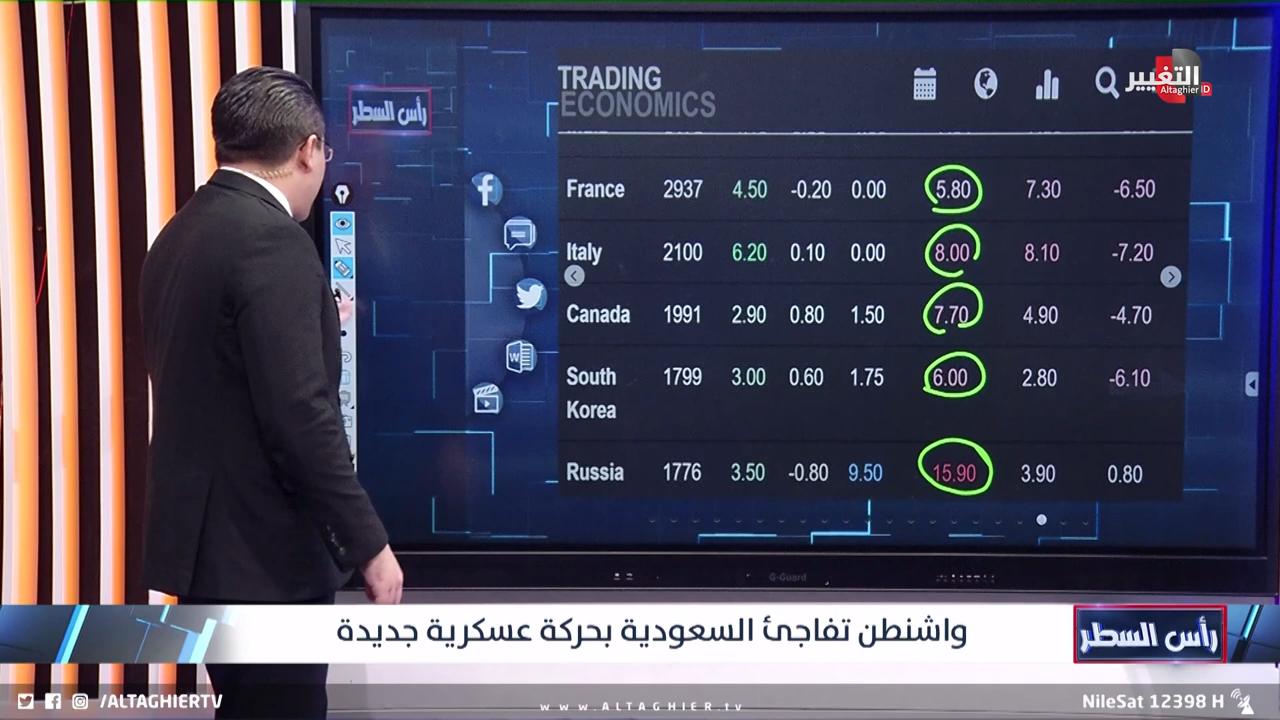 TRADING
ECONOMICS
التغيير
Altaghier
رأس السطر
France 2937 4.50 -0.20 0.00 5.80 7.30 -6.50
Italy 2100 6.20 0.10 0.00 8.00 8.10 -7.20
Canada 1991 2.90 0.80 1.50 7.70 4.90 -4.70
South Korea 1799 3.00 0.60 1.75 6.00 2.80 -6.10
Russia 1776 3.50 -0.80 9.50 15.90 3.90 0.80
G-Guard
واشنطن تفاجئ السعودية بحركة عسكرية جديدة
رأس السطر
/ALTAGHIERTV
www.ALTAGHIER.tv
NileSat 12398 H